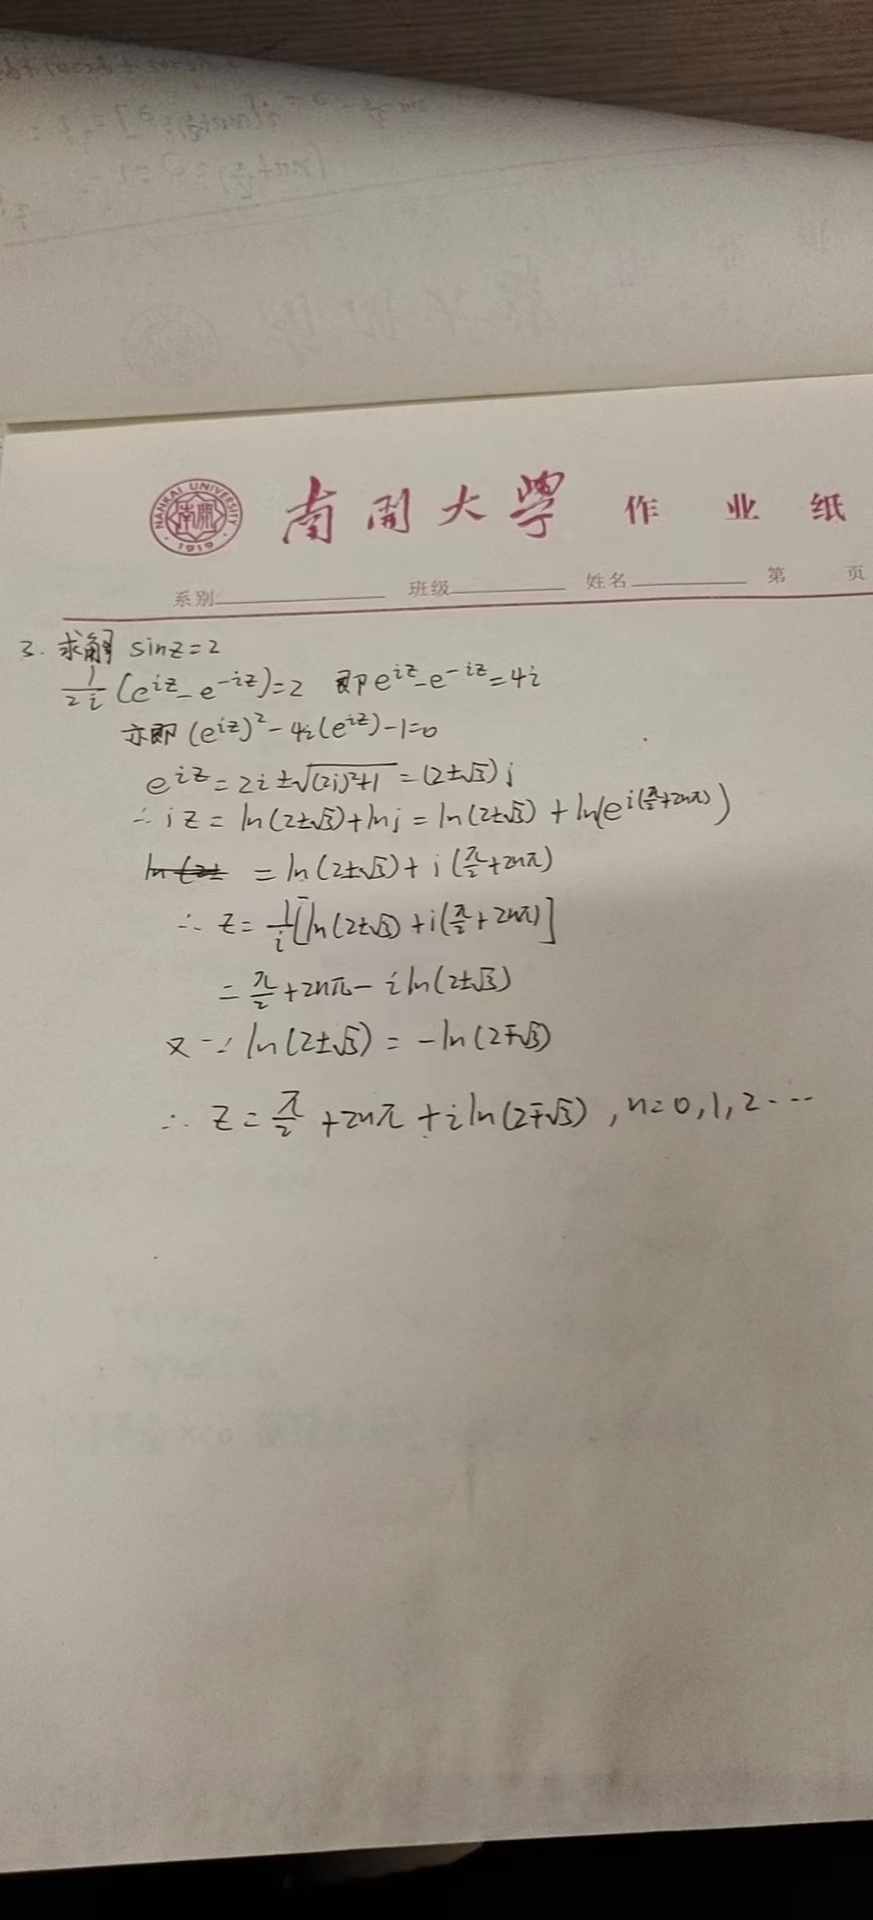 NANKAI UNIVERSITY
1919
南開大學 作 业 纸
系别 班级 姓名 第 页
3. 求解 sinz=2
1/2i (e^{iz} - e^{-iz})=2 即 e^{iz} - e^{-iz}=4i
亦即 (e^{iz})² - 4i(e^{iz}) - 1=0
e^{iz} = 2i ± √((2i)²+1) = (2±√3) i
∴ iz = ln(2±√3) + ln i = ln(2±√3) + ln(e^{i(π/2+2nπ)})
= ln(2±√3) + i(π/2+2nπ)
∴ z = 1/i [ln(2±√3) + i(π/2+2nπ)]
= π/2 + 2nπ - i ln(2±√3)
又 ∵ ln(2±√3) = -ln(2∓√3)
∴ z = π/2 + 2nπ + i ln(2∓√3) , n=0,1,2…